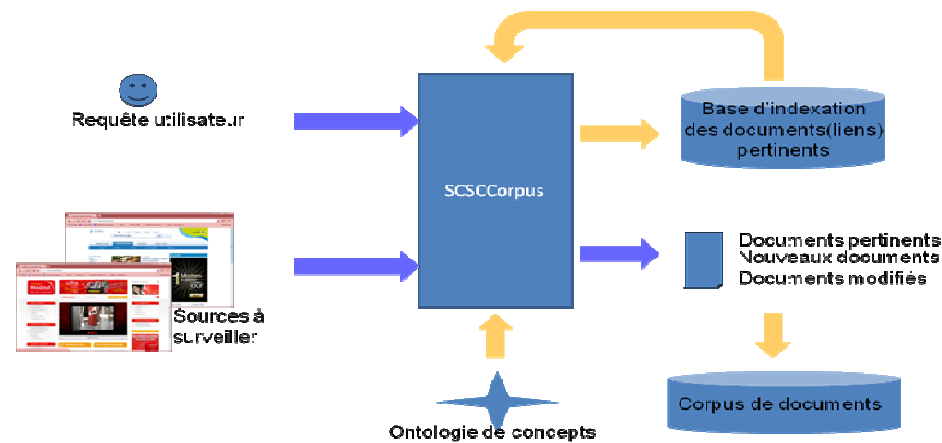 Requête utilisateur
SCSCCorpus
Base d'indexation
des documents(liens)
pertinents
Sources à
surveiller
Documents pertinents
Nouveaux documents
Documents modifiés
Ontologie de concepts
Corpus de documents